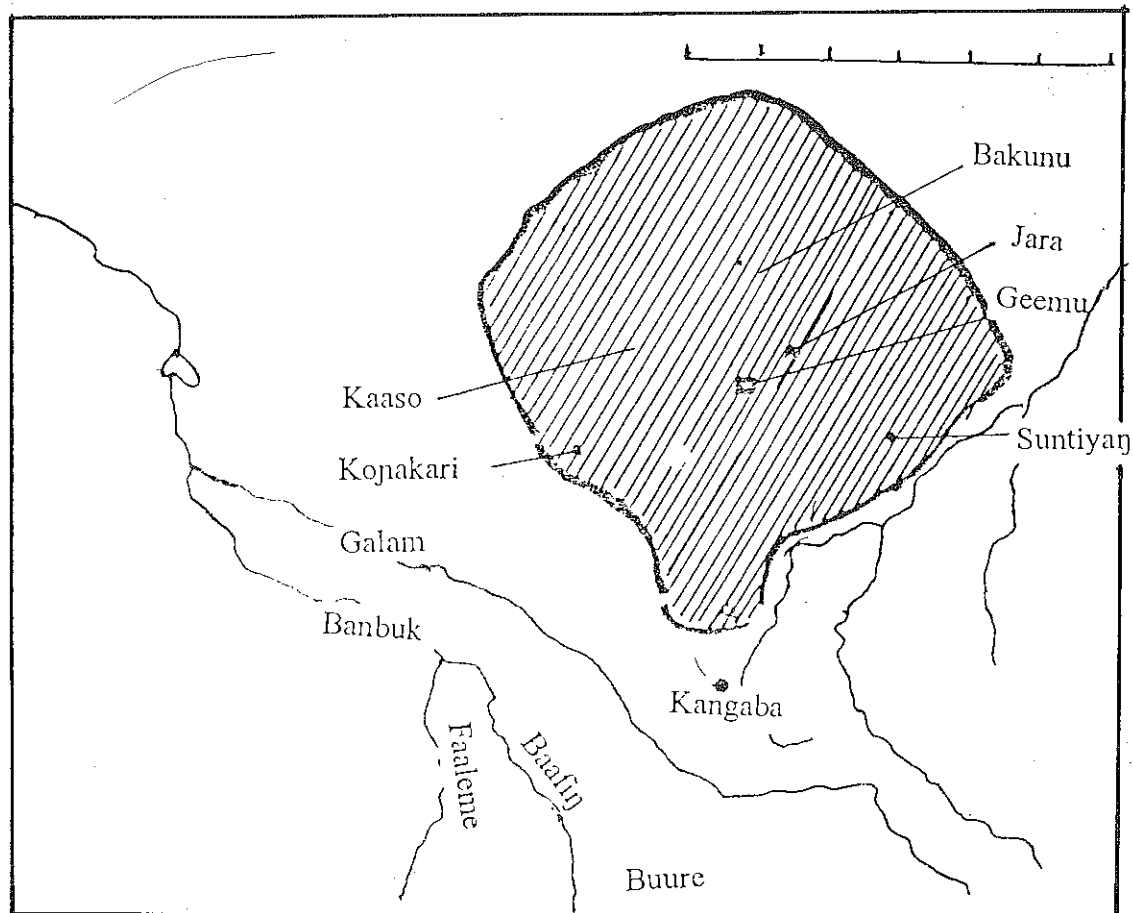 Bakunu
Jara
Geemu
Kaaso
Suntiyaŋ
Koɲakari
Galam
Banbuk
Kangaba
Faaleme
Baafiŋ
Buure